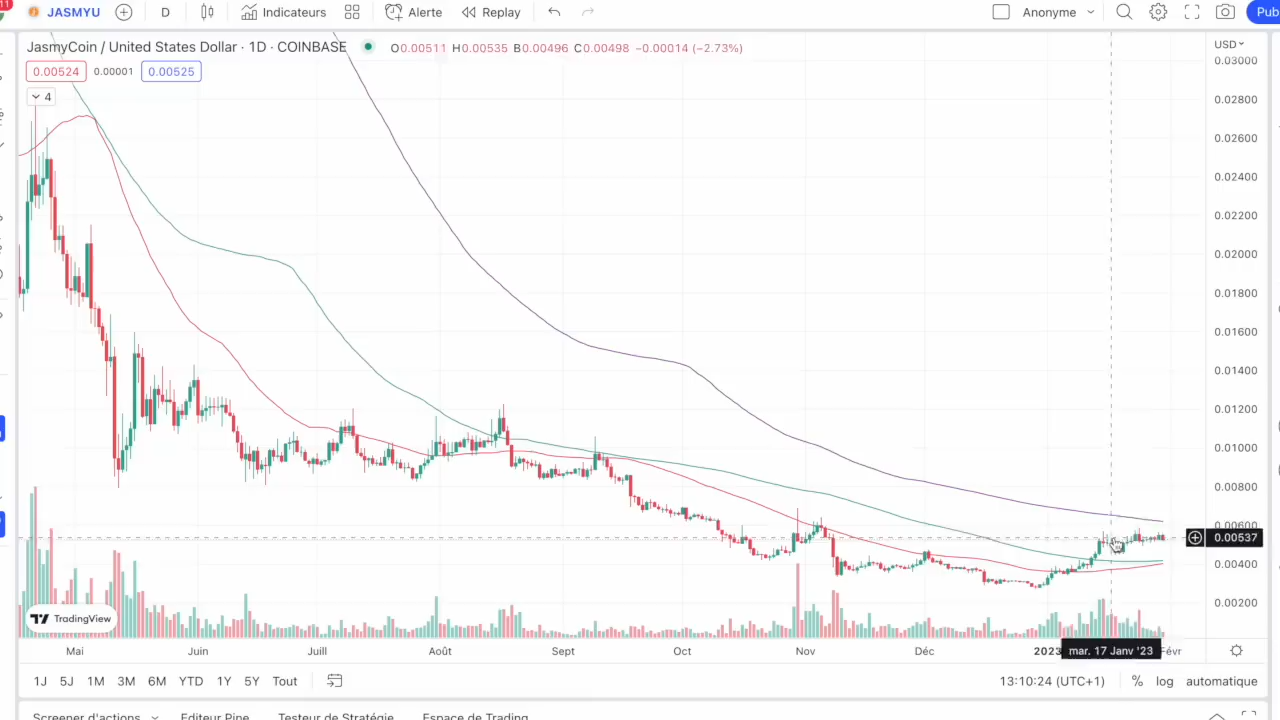 11
JASMYU
D
Indicateurs
Alerte
Replay
Anonyme
Pub
JasmyCoin / United States Dollar · 1D · COINBASE
O0.00511 H0.00535 B0.00496 C0.00498 −0.00014 (−2.73%)
USD
0.00524
0.00001
0.00525
4
0.03000
0.02800
0.02600
0.02400
0.02200
0.02000
0.01800
0.01600
0.01400
0.01200
0.01000
0.00800
0.00600
0.00537
0.00400
0.00200
TradingView
Mai
Juin
Juill
Août
Sept
Oct
Nov
Déc
2023
mar. 17 Janv '23
Févr
1J
5J
1M
3M
6M
YTD
1Y
5Y
Tout
13:10:24 (UTC+1)
%
log
automatique
Screener d'actions
Editeur Pine
Testeur de Stratégie
Espace de Trading